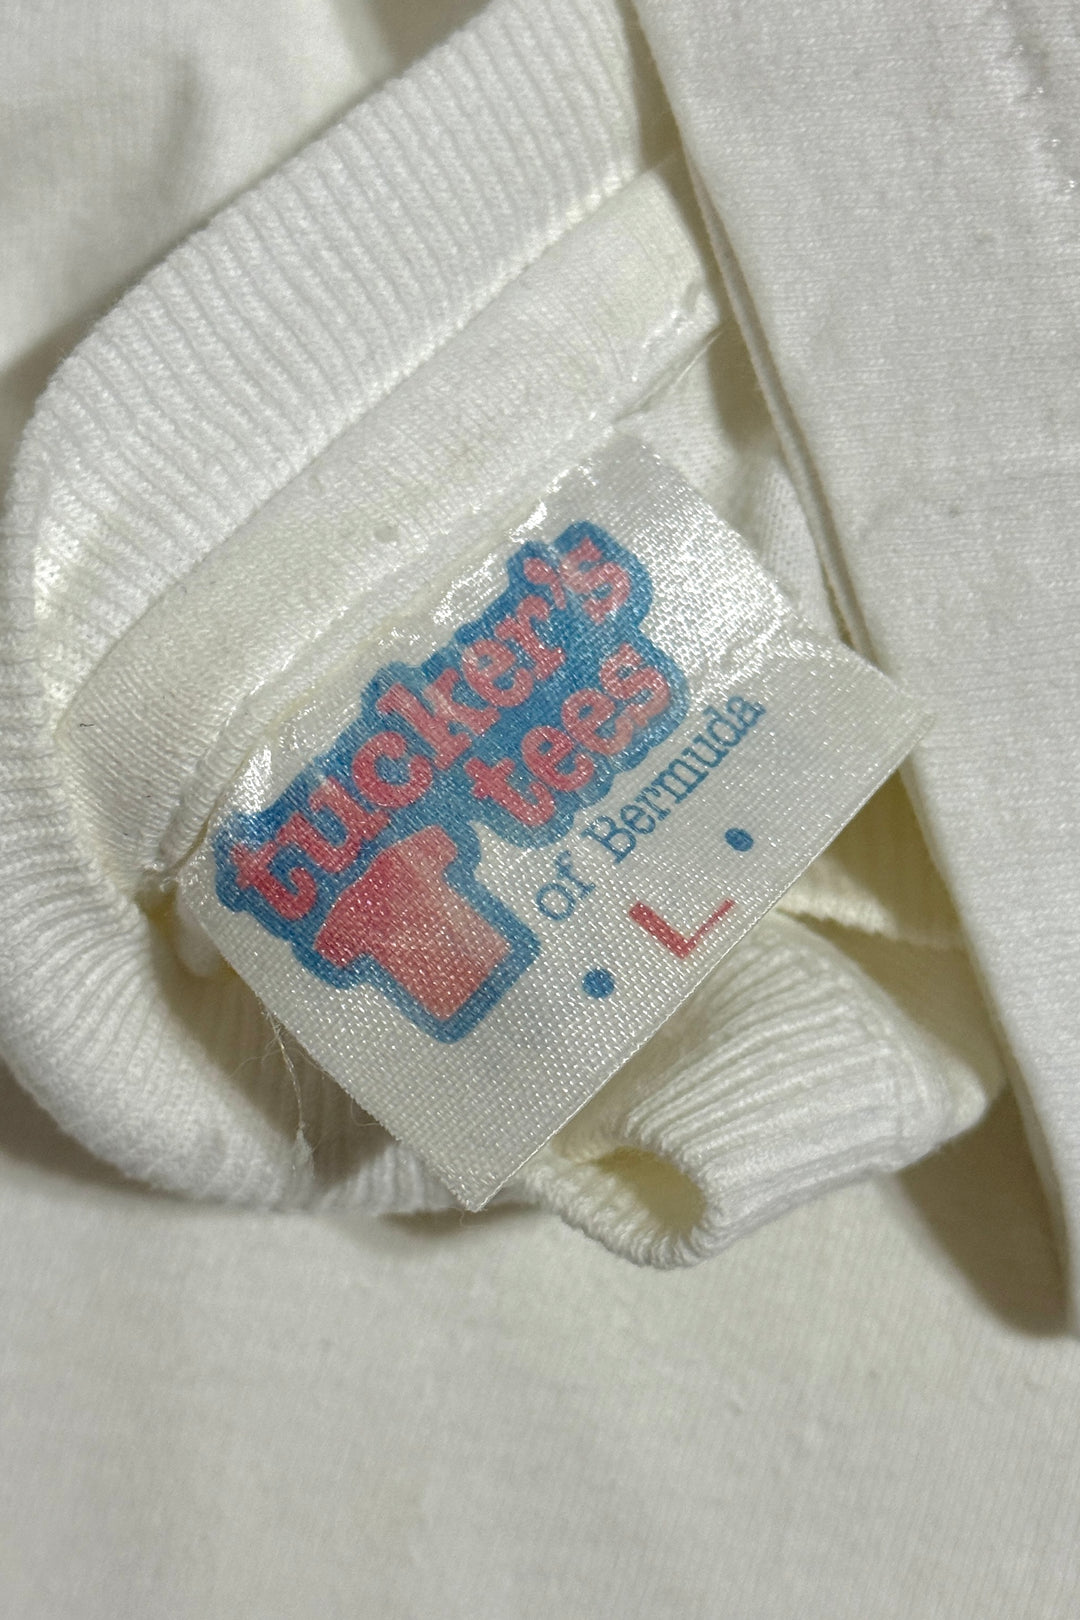 tucker's
tees
of Bermuda
• L •